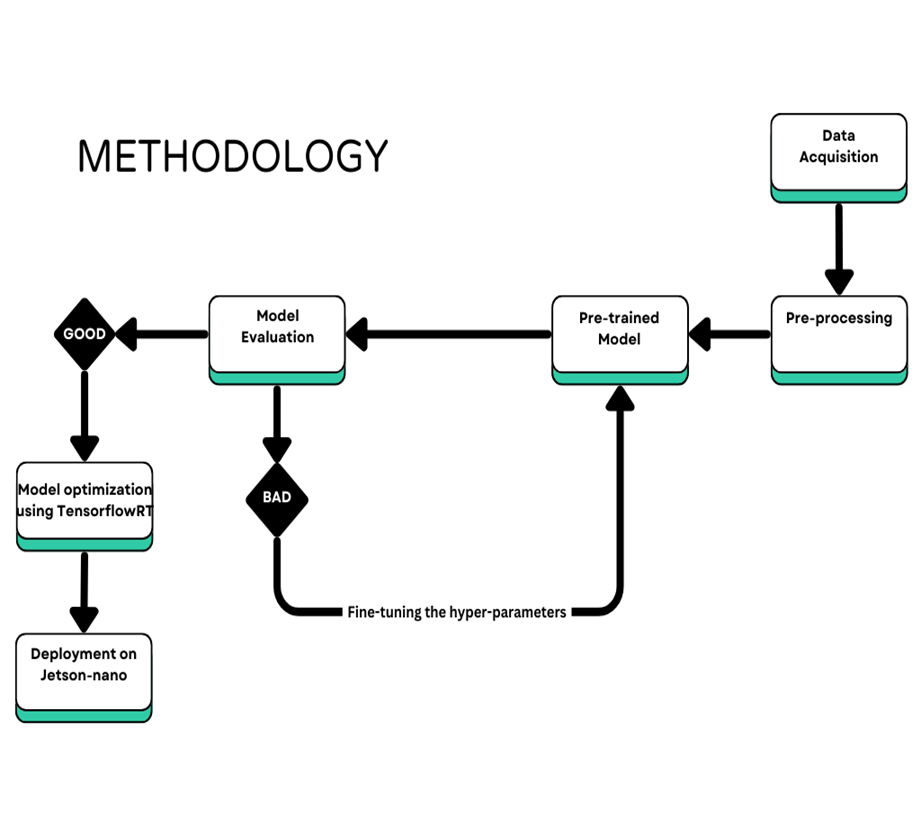 METHODOLOGY
Data
Acquisition
Pre-processing
Pre-trained
Model
Model
Evaluation
GOOD
BAD
Fine-tuning the hyper-parameters
Model optimization
using TensorflowRT
Deployment on
Jetson-nano